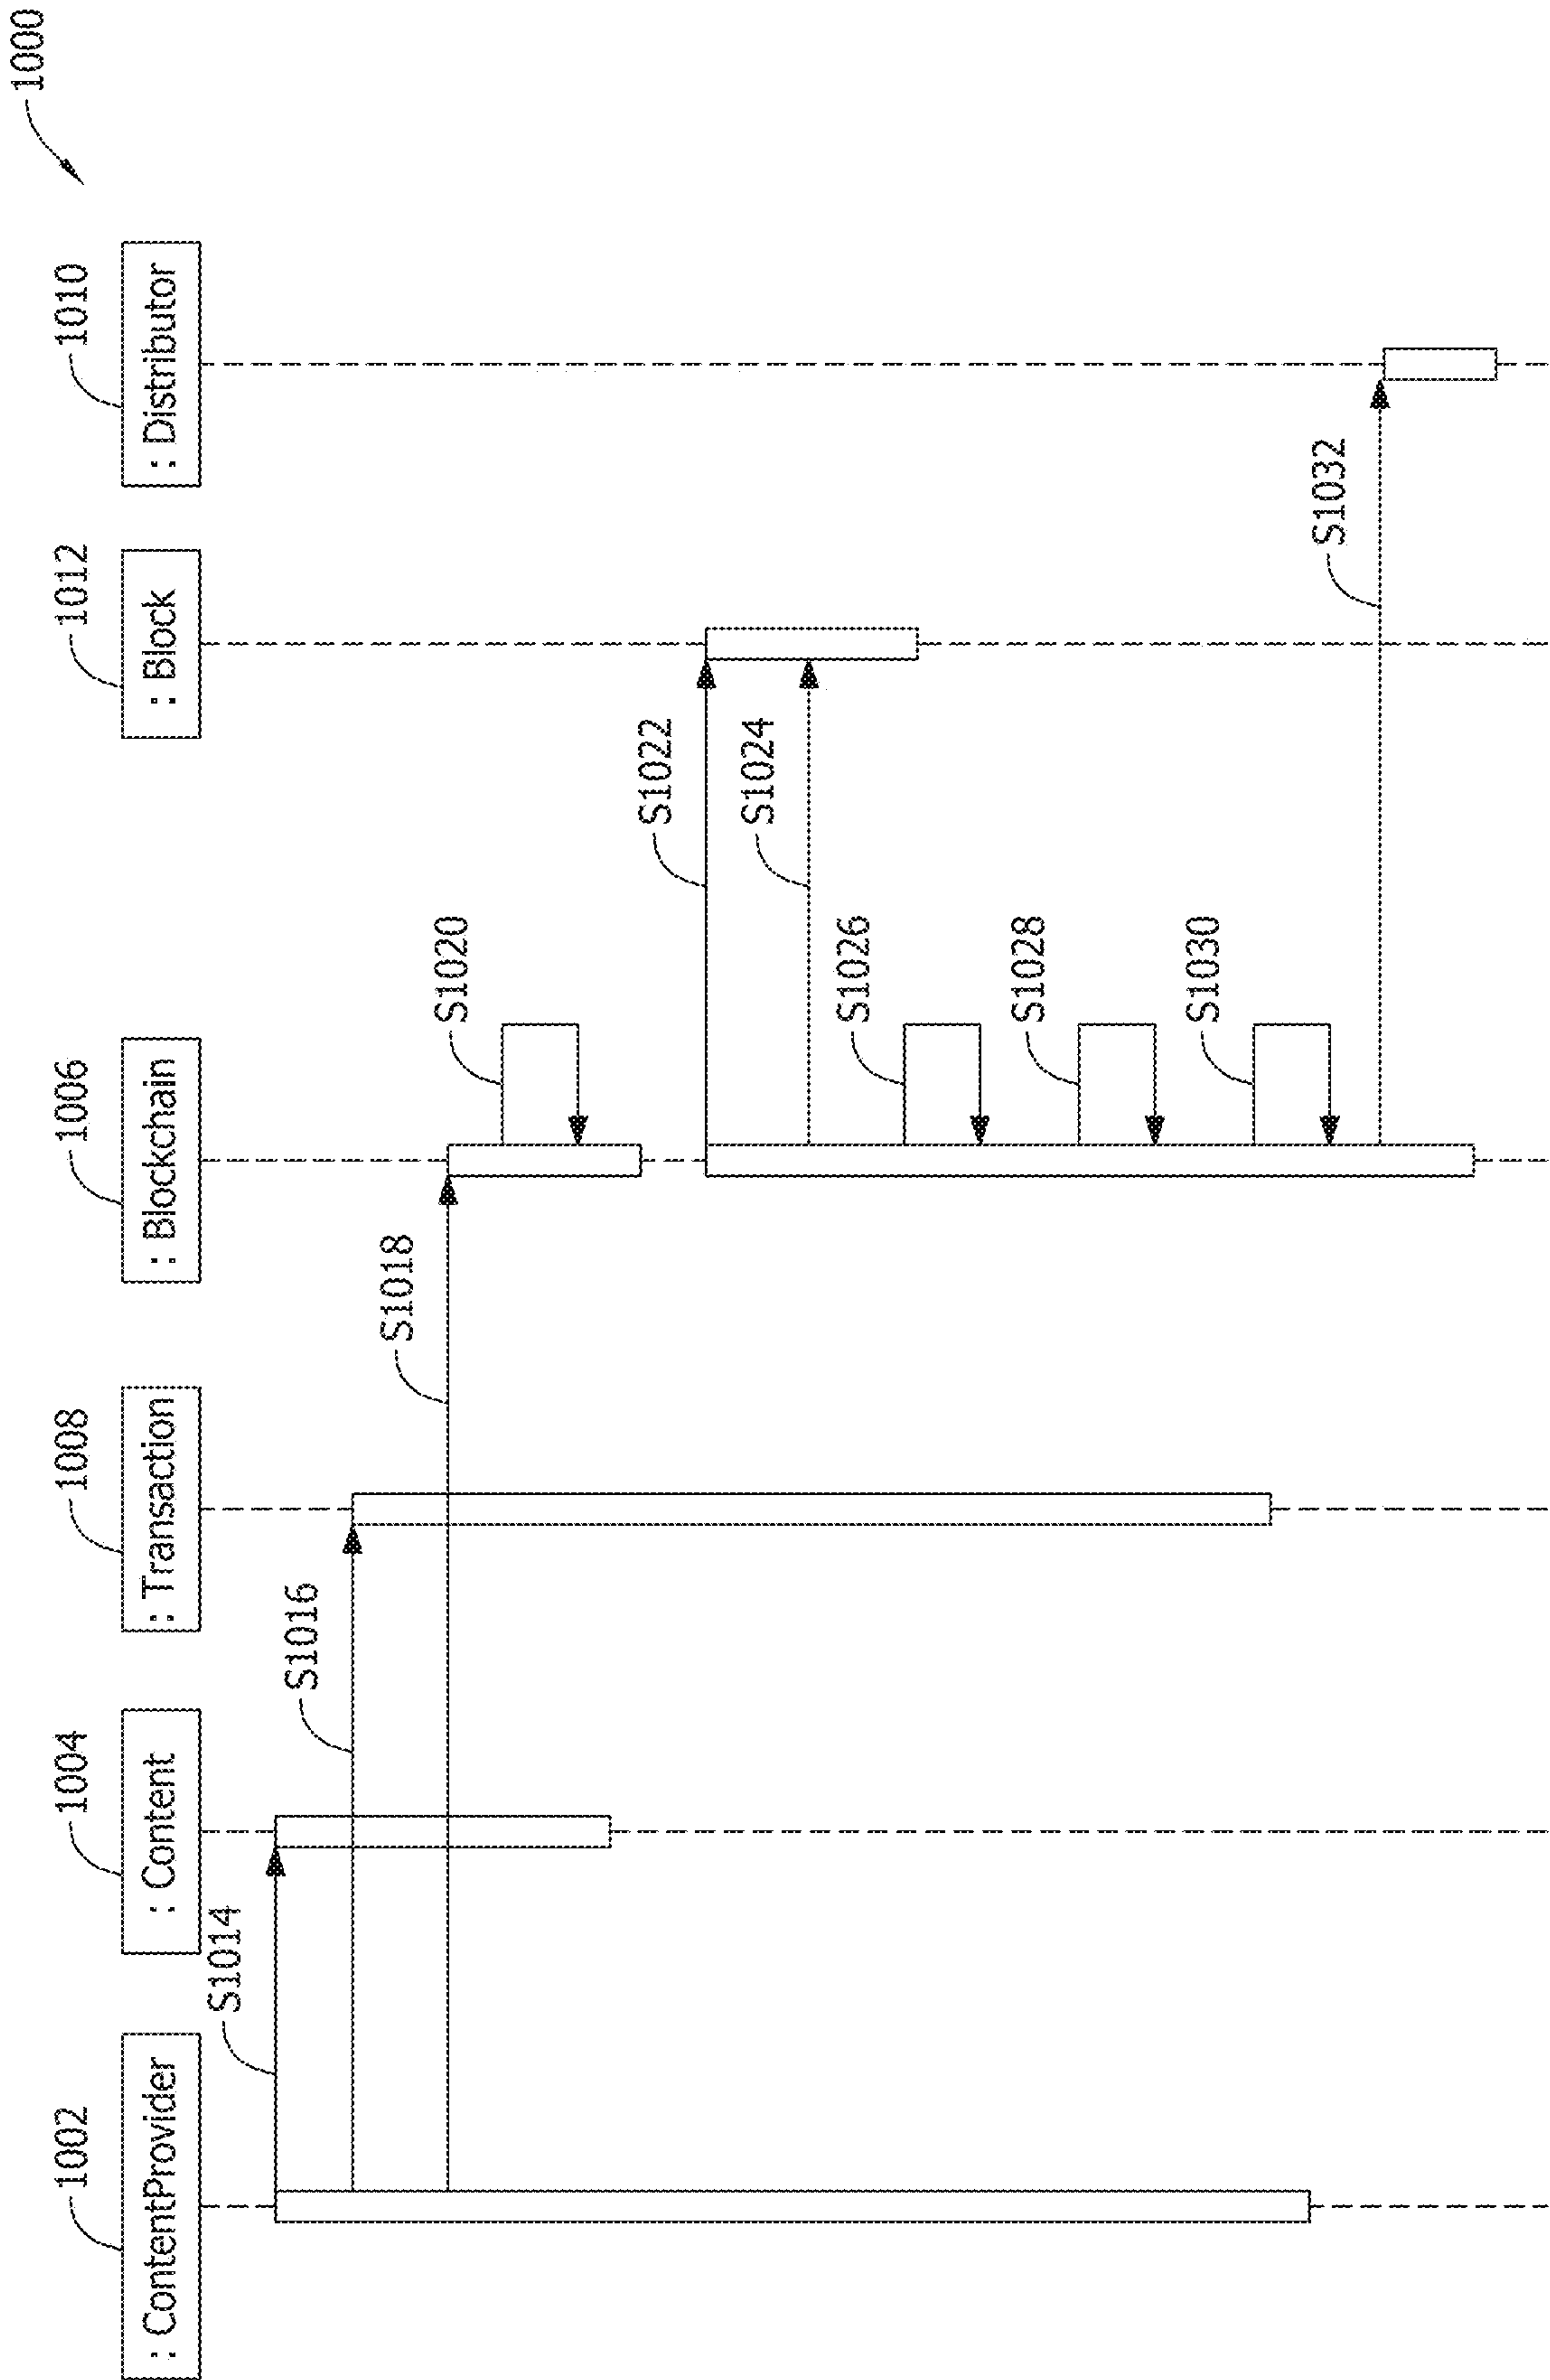 1000
1002
1004
1008
1006
1012
1010
: ContentProvider
: Content
: Transaction
: Blockchain
: Block
: Distributor
S1014
S1016
S1018
S1020
S1022
S1024
S1026
S1028
S1030
S1032